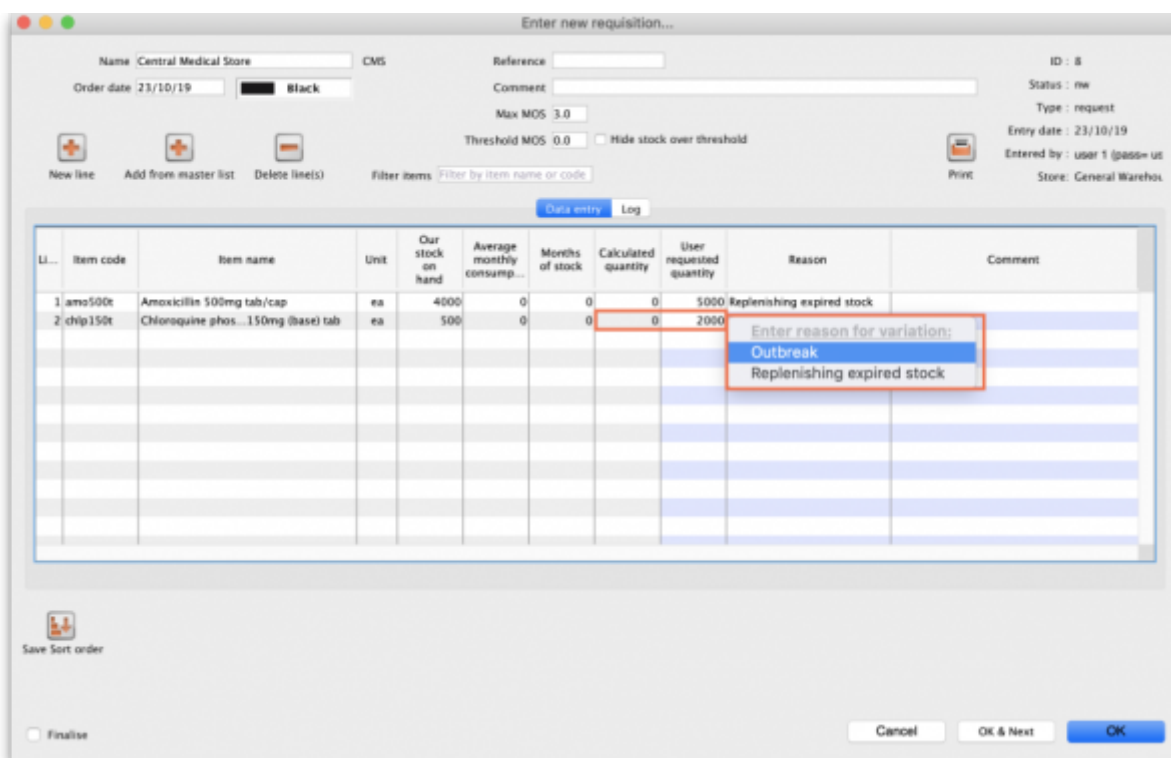 Enter new requisition...
Name Central Medical Store CMS Reference ID : 8
Order date 23/10/19 Black Comment Status : nw
Max MOS 3.0 Type : request
Threshold MOS 0.0 Hide stock over threshold Entry date : 23/10/19
New line Add from master list Delete line(s) Filter items Filter by item name or code Print Entered by : user 1 (pass= us
Store: General Warehou
Data entry Log
Li... Item code Item name Unit Our stock on hand Average monthly consump... Months of stock Calculated quantity User requested quantity Reason Comment
1 amo500t Amoxicillin 500mg tab/cap ea 4000 0 0 0 5000 Replenishing expired stock
2 chlp150t Chloroquine phos...150mg (base) tab ea 500 0 0 0 2000
Enter reason for variation:
Outbreak
Replenishing expired stock
Save Sort order
Finalise Cancel OK & Next OK